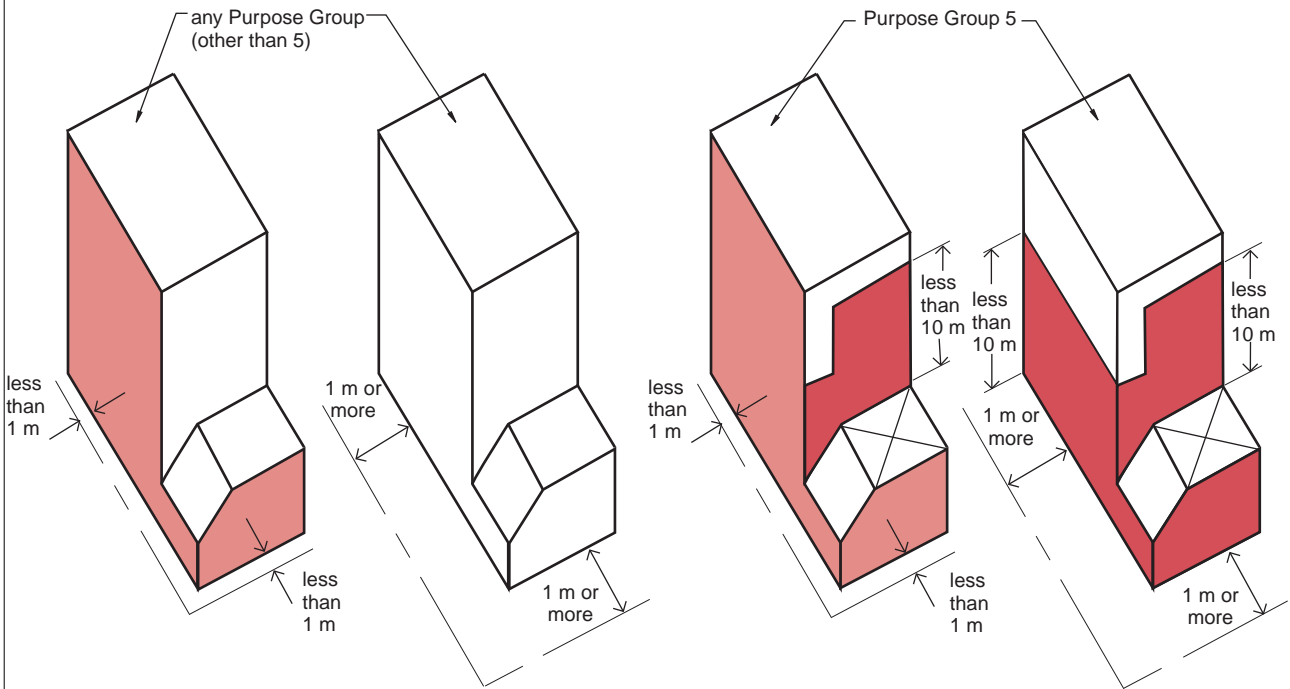 any Purpose Group
(other than 5)
Purpose Group 5
less
than
10 m
less
than
10 m
less
than
10 m
less
than
1 m
1 m or
more
less
than
1 m
1 m or
more
less
than
1 m
1 m or
more
less
than
1 m
1 m or
more